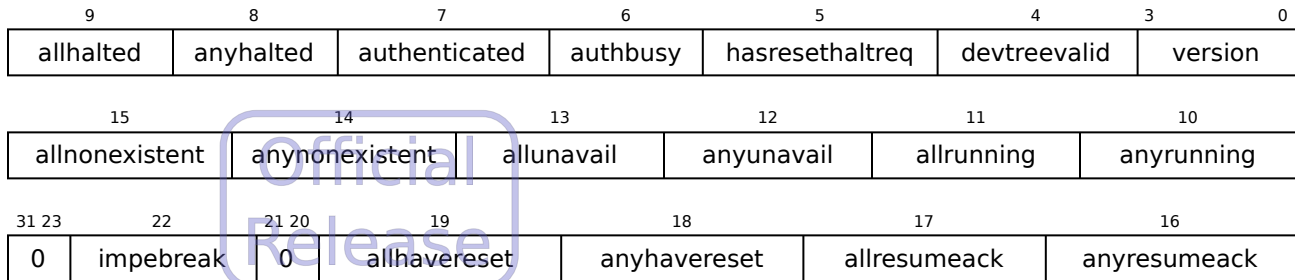 9 8 7 6 5 4 3 0
allhalted anyhalted authenticated authbusy hasresethaltreq devtreevalid version
15 14 13 12 11 10
allnonexistent anynonexistent allunavail anyunavail allrunning anyrunning
31 23 22 21 20 19 18 17 16
0 impebreak 0 allhavereset anyhavereset allresumeack anyresumeack
Official
Release